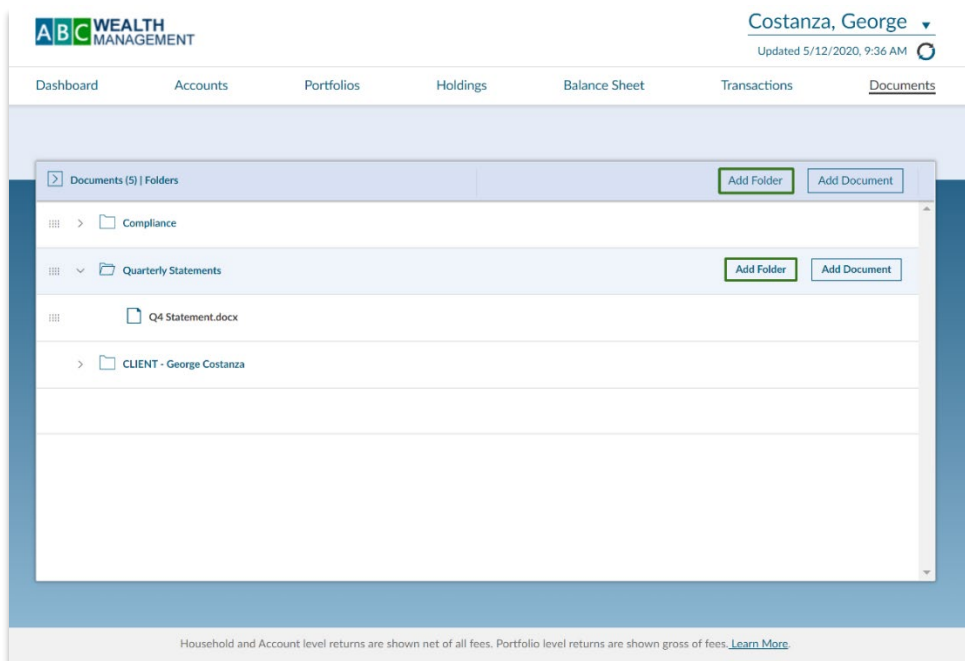 ABC WEALTH MANAGEMENT
Costanza, George
Updated 5/12/2020, 9:36 AM
Dashboard Accounts Portfolios Holdings Balance Sheet Transactions Documents
Documents (5) | Folders Add Folder Add Document
Compliance
Quarterly Statements Add Folder Add Document
Q4 Statement.docx
CLIENT - George Costanza
Household and Account level returns are shown net of all fees. Portfolio level returns are shown gross of fees. Learn More.